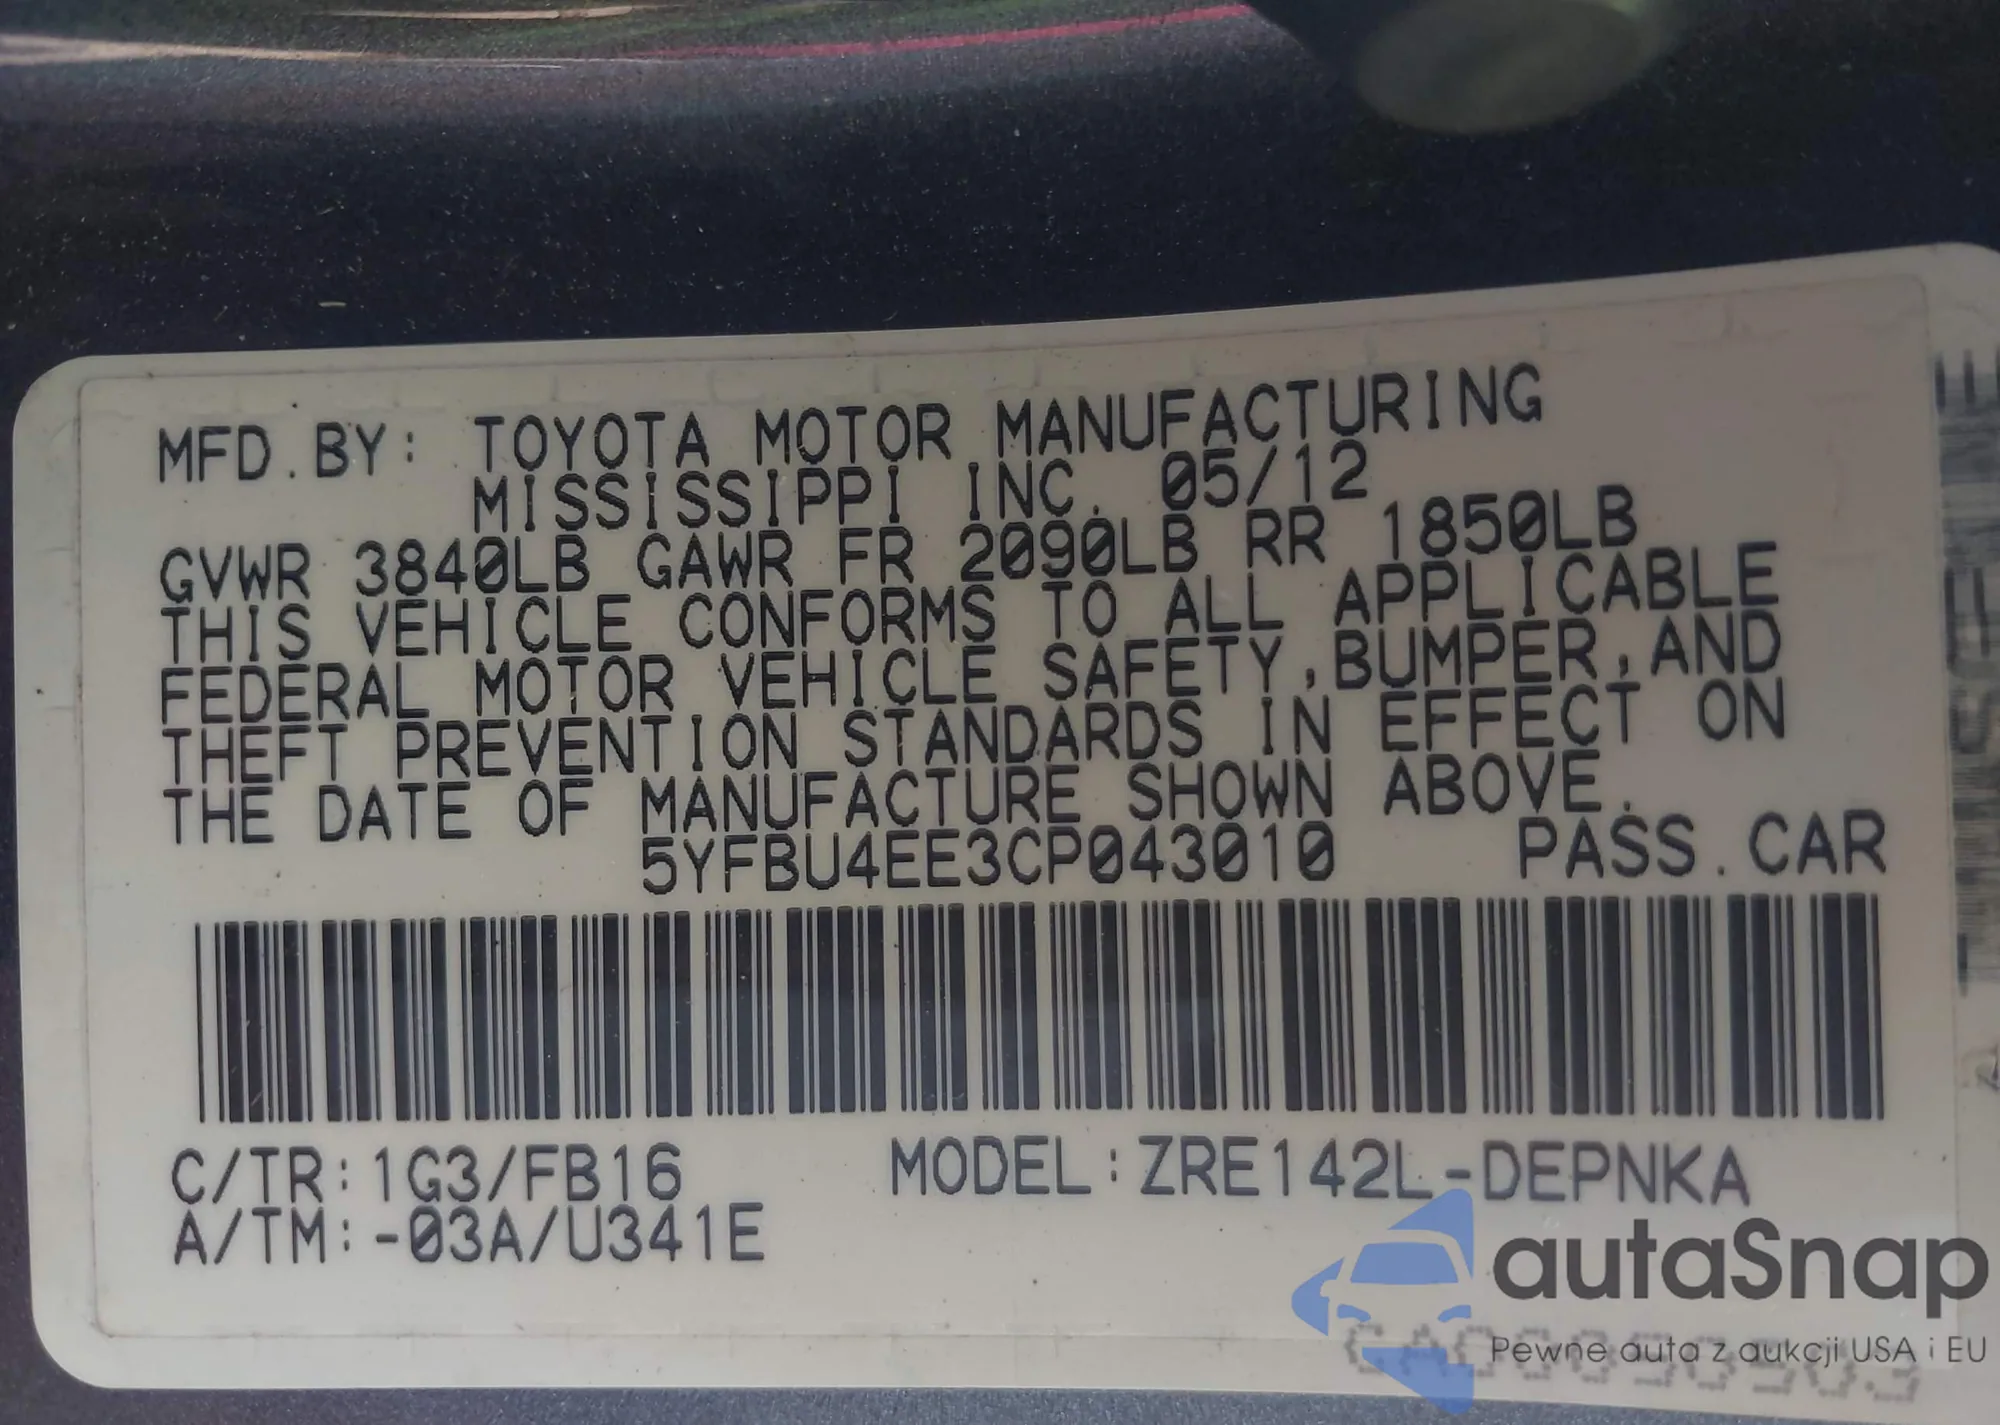 MFD.BY: TOYOTA MOTOR MANUFACTURING
MISSISSIPPI INC. 05/12
GVWR 3840LB GAWR FR 2090LB RR 1850LB
THIS VEHICLE CONFORMS TO ALL APPLICABLE
FEDERAL MOTOR VEHICLE SAFETY,BUMPER,AND
THEFT PREVENTION STANDARDS IN EFFECT ON
THE DATE OF MANUFACTURE SHOWN ABOVE.
5YFBU4EE3CP043010 PASS.CAR
C/TR:1G3/FB16 MODEL:ZRE142L-DEPNKA
A/TM:-03A/U341E
autaSnap
Pewne auta z aukcji USA i EU